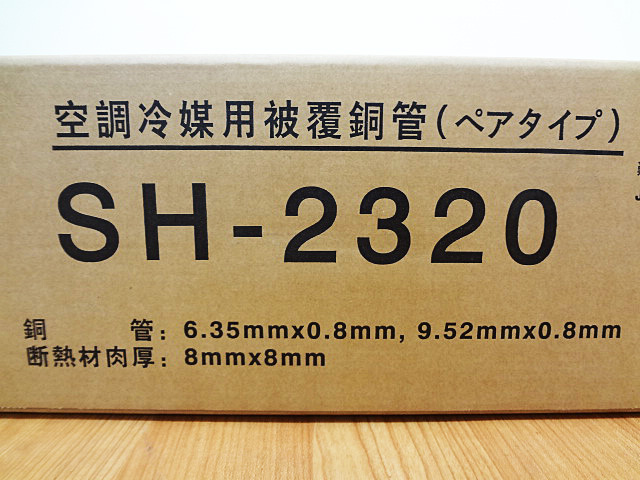 空調冷媒用被覆銅管(ペアタイプ)
SH-2320
銅　　管：6.35mmx0.8mm, 9.52mmx0.8mm
断熱材肉厚：8mmx8mm